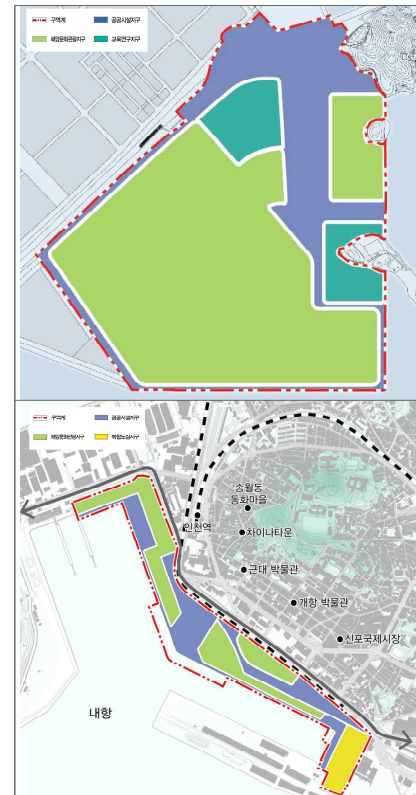 구역계
공공시설지구
해양문화관광지구
교육연구지구
구역계
공공시설지구
해양문화관광지구
복합도심지구
송월동
동화마을
인천역
차이나타운
근대 박물관
개항 박물관
신포국제시장
내항